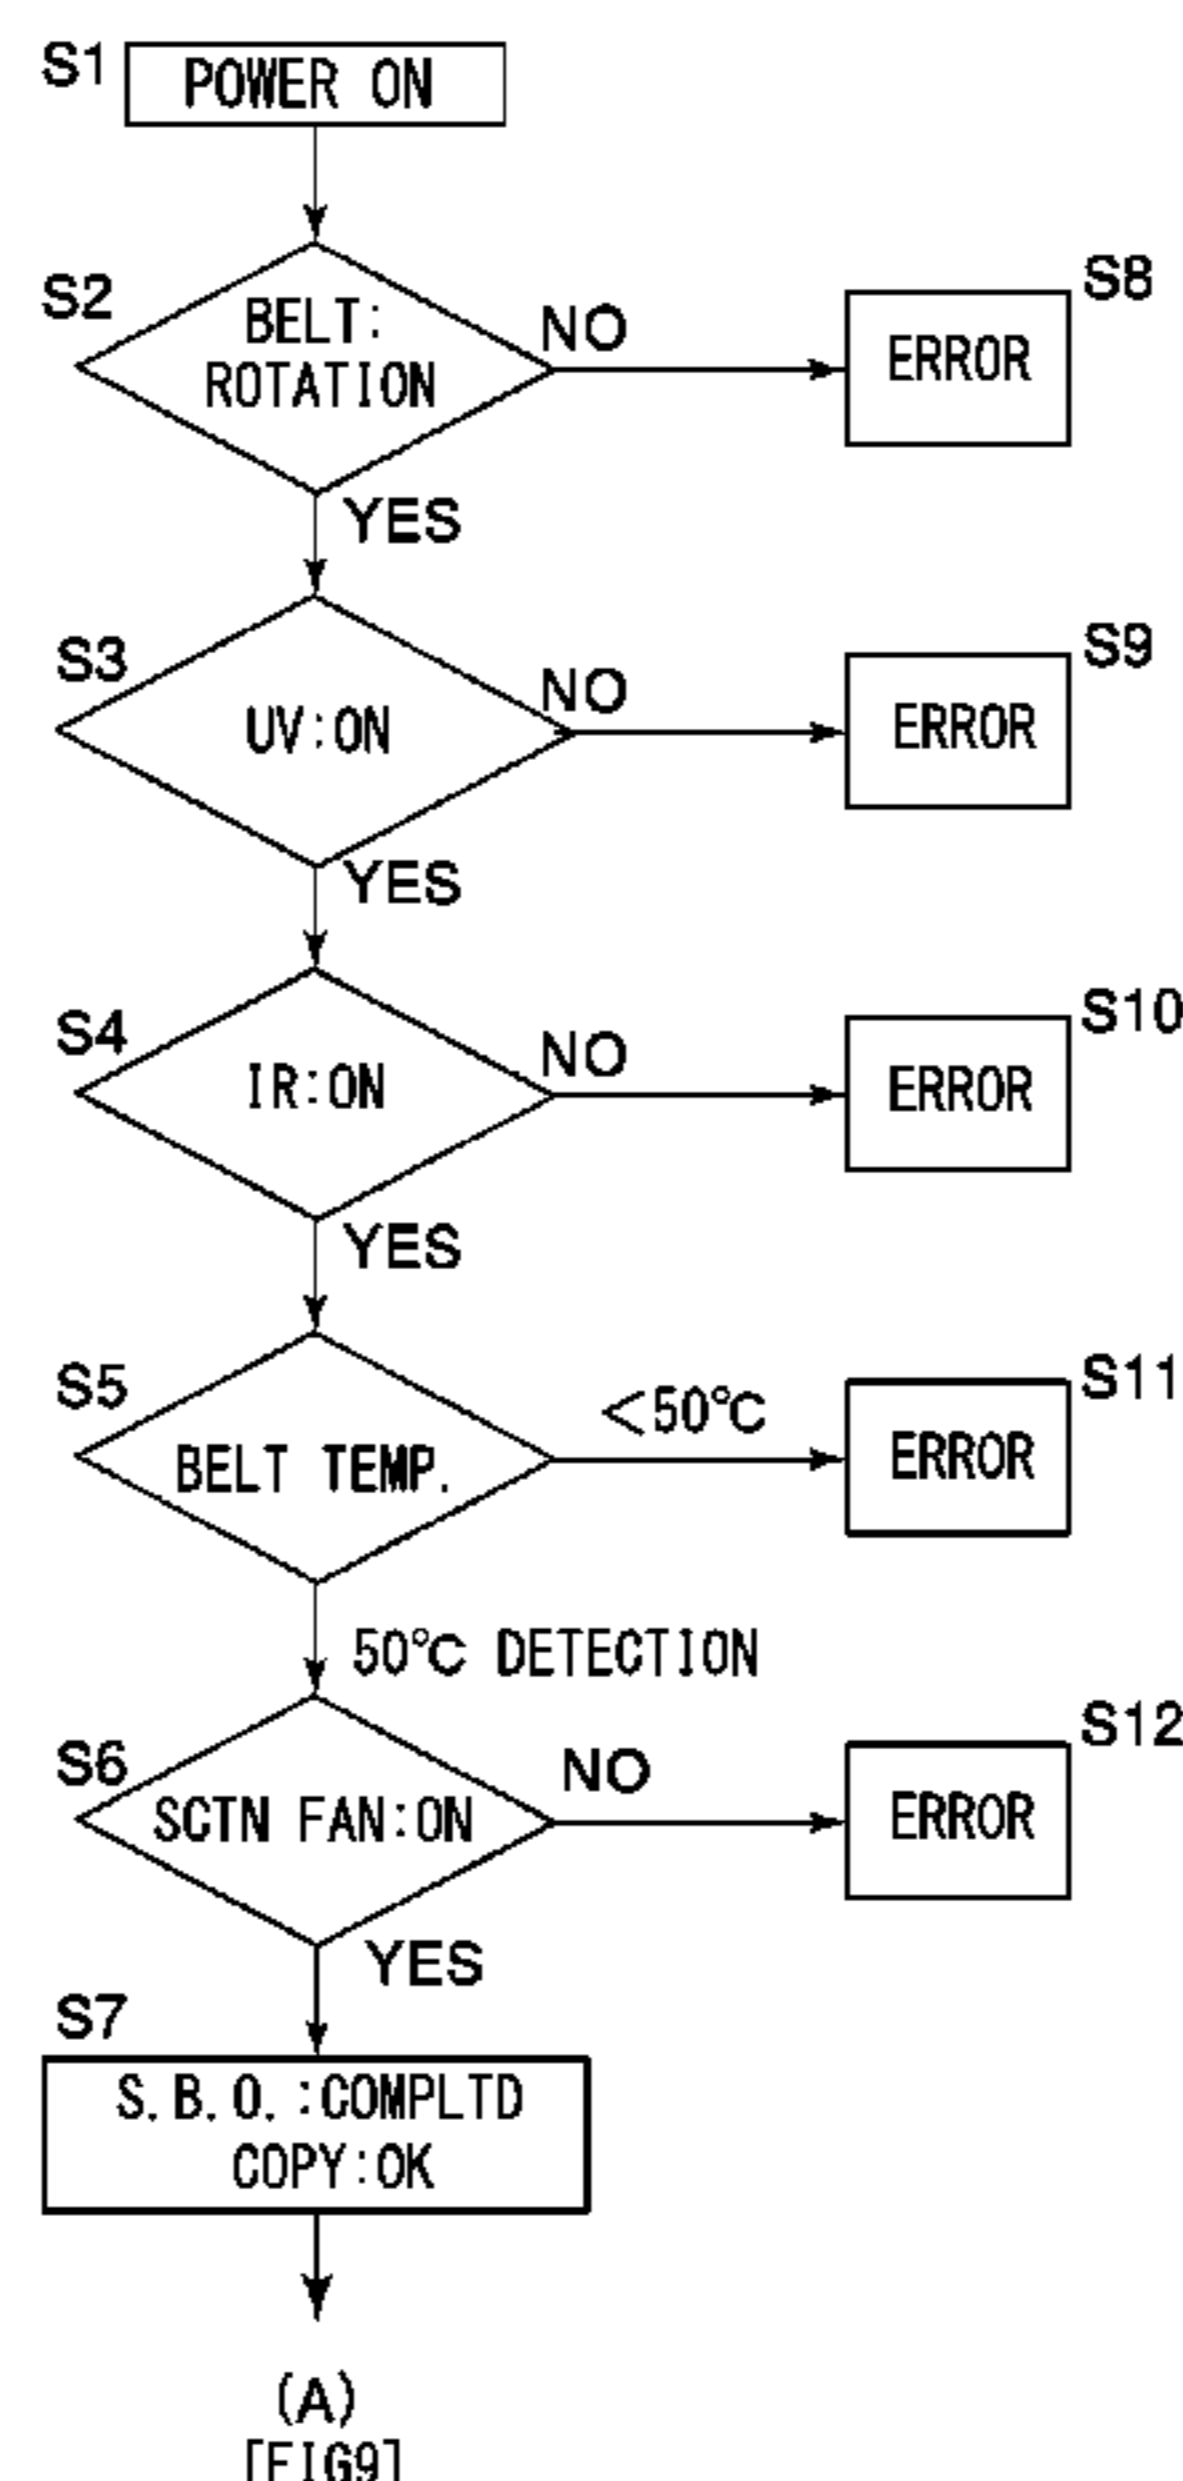 S1
POWER ON
S2
BELT:
ROTATION
NO
S8
ERROR
YES
S3
UV:ON
NO
S9
ERROR
YES
S4
IR:ON
NO
S10
ERROR
YES
S5
BELT TEMP.
<50℃
S11
ERROR
50℃ DETECTION
S6
SCTN FAN:ON
NO
S12
ERROR
YES
S7
S.B.O.:COMPLTD
COPY:OK
(A)
[FIG9]